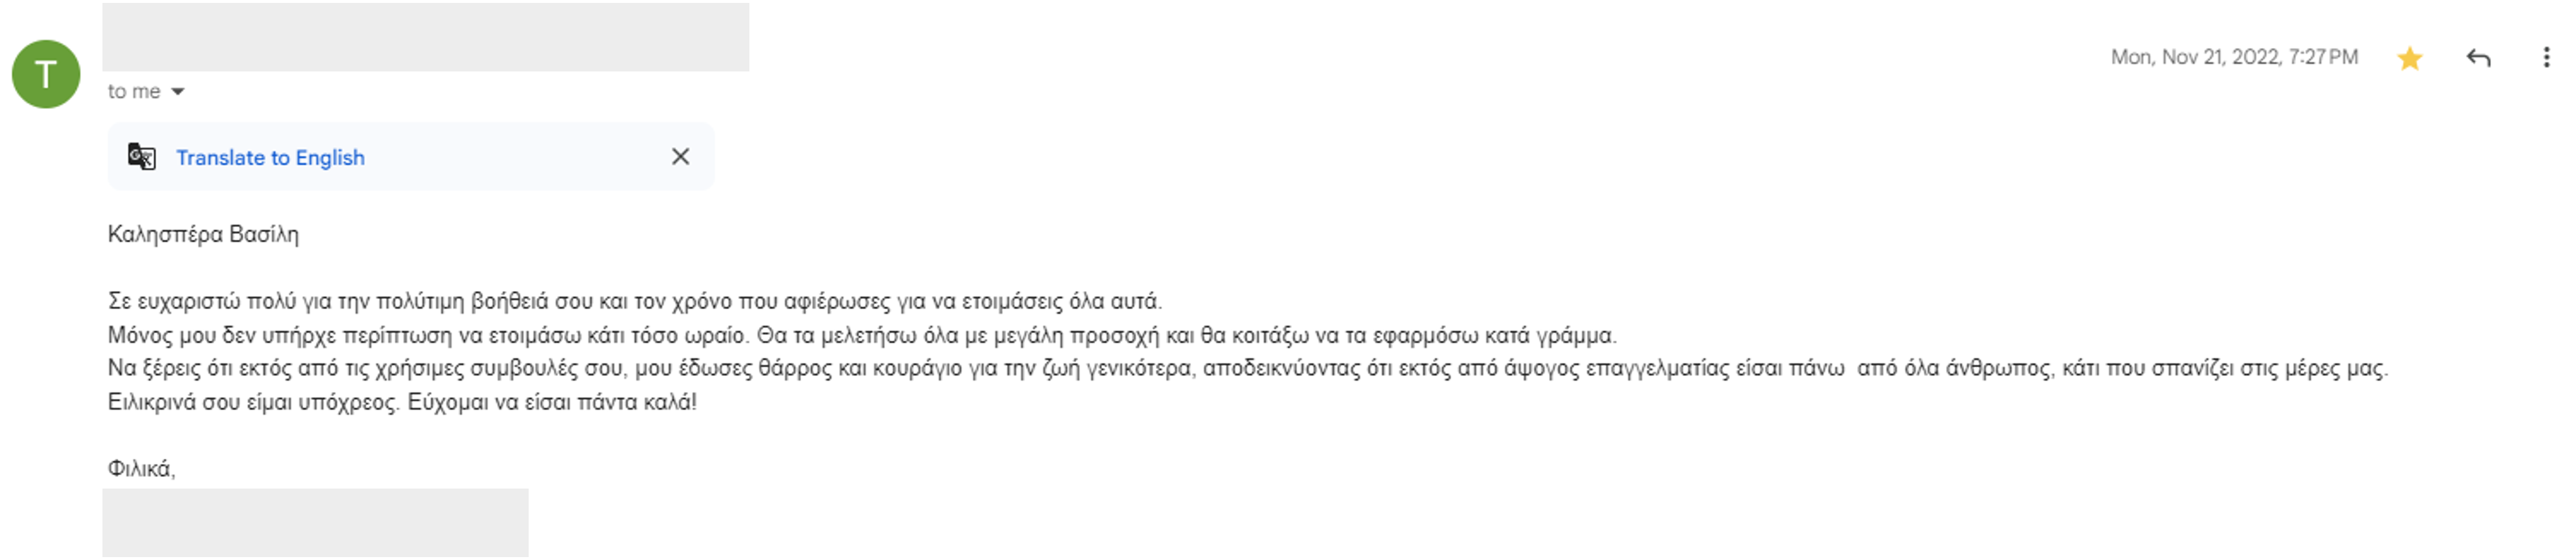 T
Mon, Nov 21, 2022, 7:27 PM
to me
Translate to English
Καλησπέρα Βασίλη
Σε ευχαριστώ πολύ για την πολύτιμη βοήθειά σου και τον χρόνο που αφιέρωσες για να ετοιμάσεις όλα αυτά.
Μόνος μου δεν υπήρχε περίπτωση να ετοιμάσω κάτι τόσο ωραίο. Θα τα μελετήσω όλα με μεγάλη προσοχή και θα κοιτάξω να τα εφαρμόσω κατά γράμμα.
Να ξέρεις ότι εκτός από τις χρήσιμες συμβουλές σου, μου έδωσες θάρρος και κουράγιο για την ζωή γενικότερα, αποδεικνύοντας ότι εκτός από άψογος επαγγελματίας είσαι πάνω  από όλα άνθρωπος, κάτι που σπανίζει στις μέρες μας.
Ειλικρινά σου είμαι υπόχρεος. Εύχομαι να είσαι πάντα καλά!
Φιλικά,